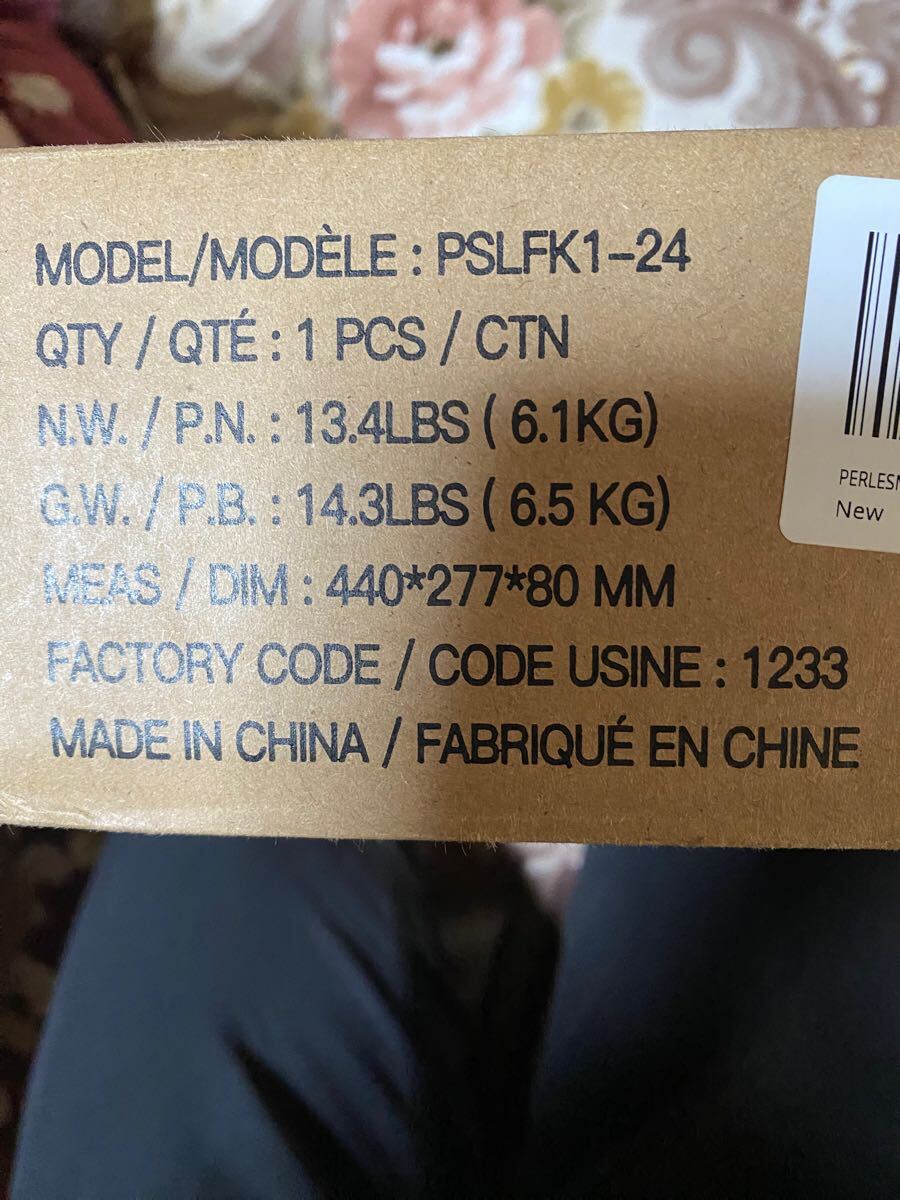 MODEL/MODÈLE : PSLFK1-24
QTY / QTÉ : 1 PCS / CTN
N.W. / P.N. : 13.4LBS ( 6.1KG)
G.W. / P.B. : 14.3LBS ( 6.5 KG)
MEAS / DIM : 440*277*80 MM
FACTORY CODE / CODE USINE : 1233
MADE IN CHINA / FABRIQUÉ EN CHINE
New